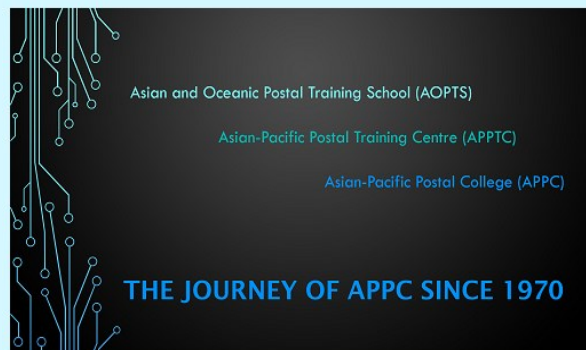 Asian and Oceanic Postal Training School (AOPTS)
Asian-Pacific Postal Training Centre (APPTC)
Asian-Pacific Postal College (APPC)
THE JOURNEY OF APPC SINCE 1970